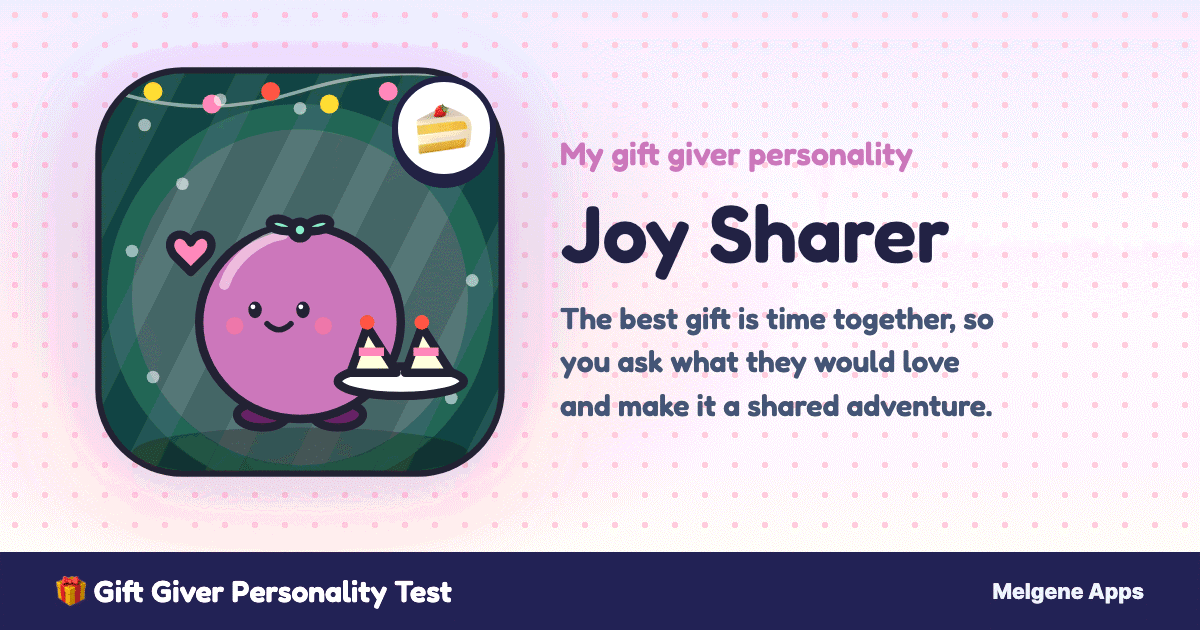 My gift giver personality
Joy Sharer
The best gift is time together, so
you ask what they would love
and make it a shared adventure.
Gift Giver Personality Test
Melgene Apps